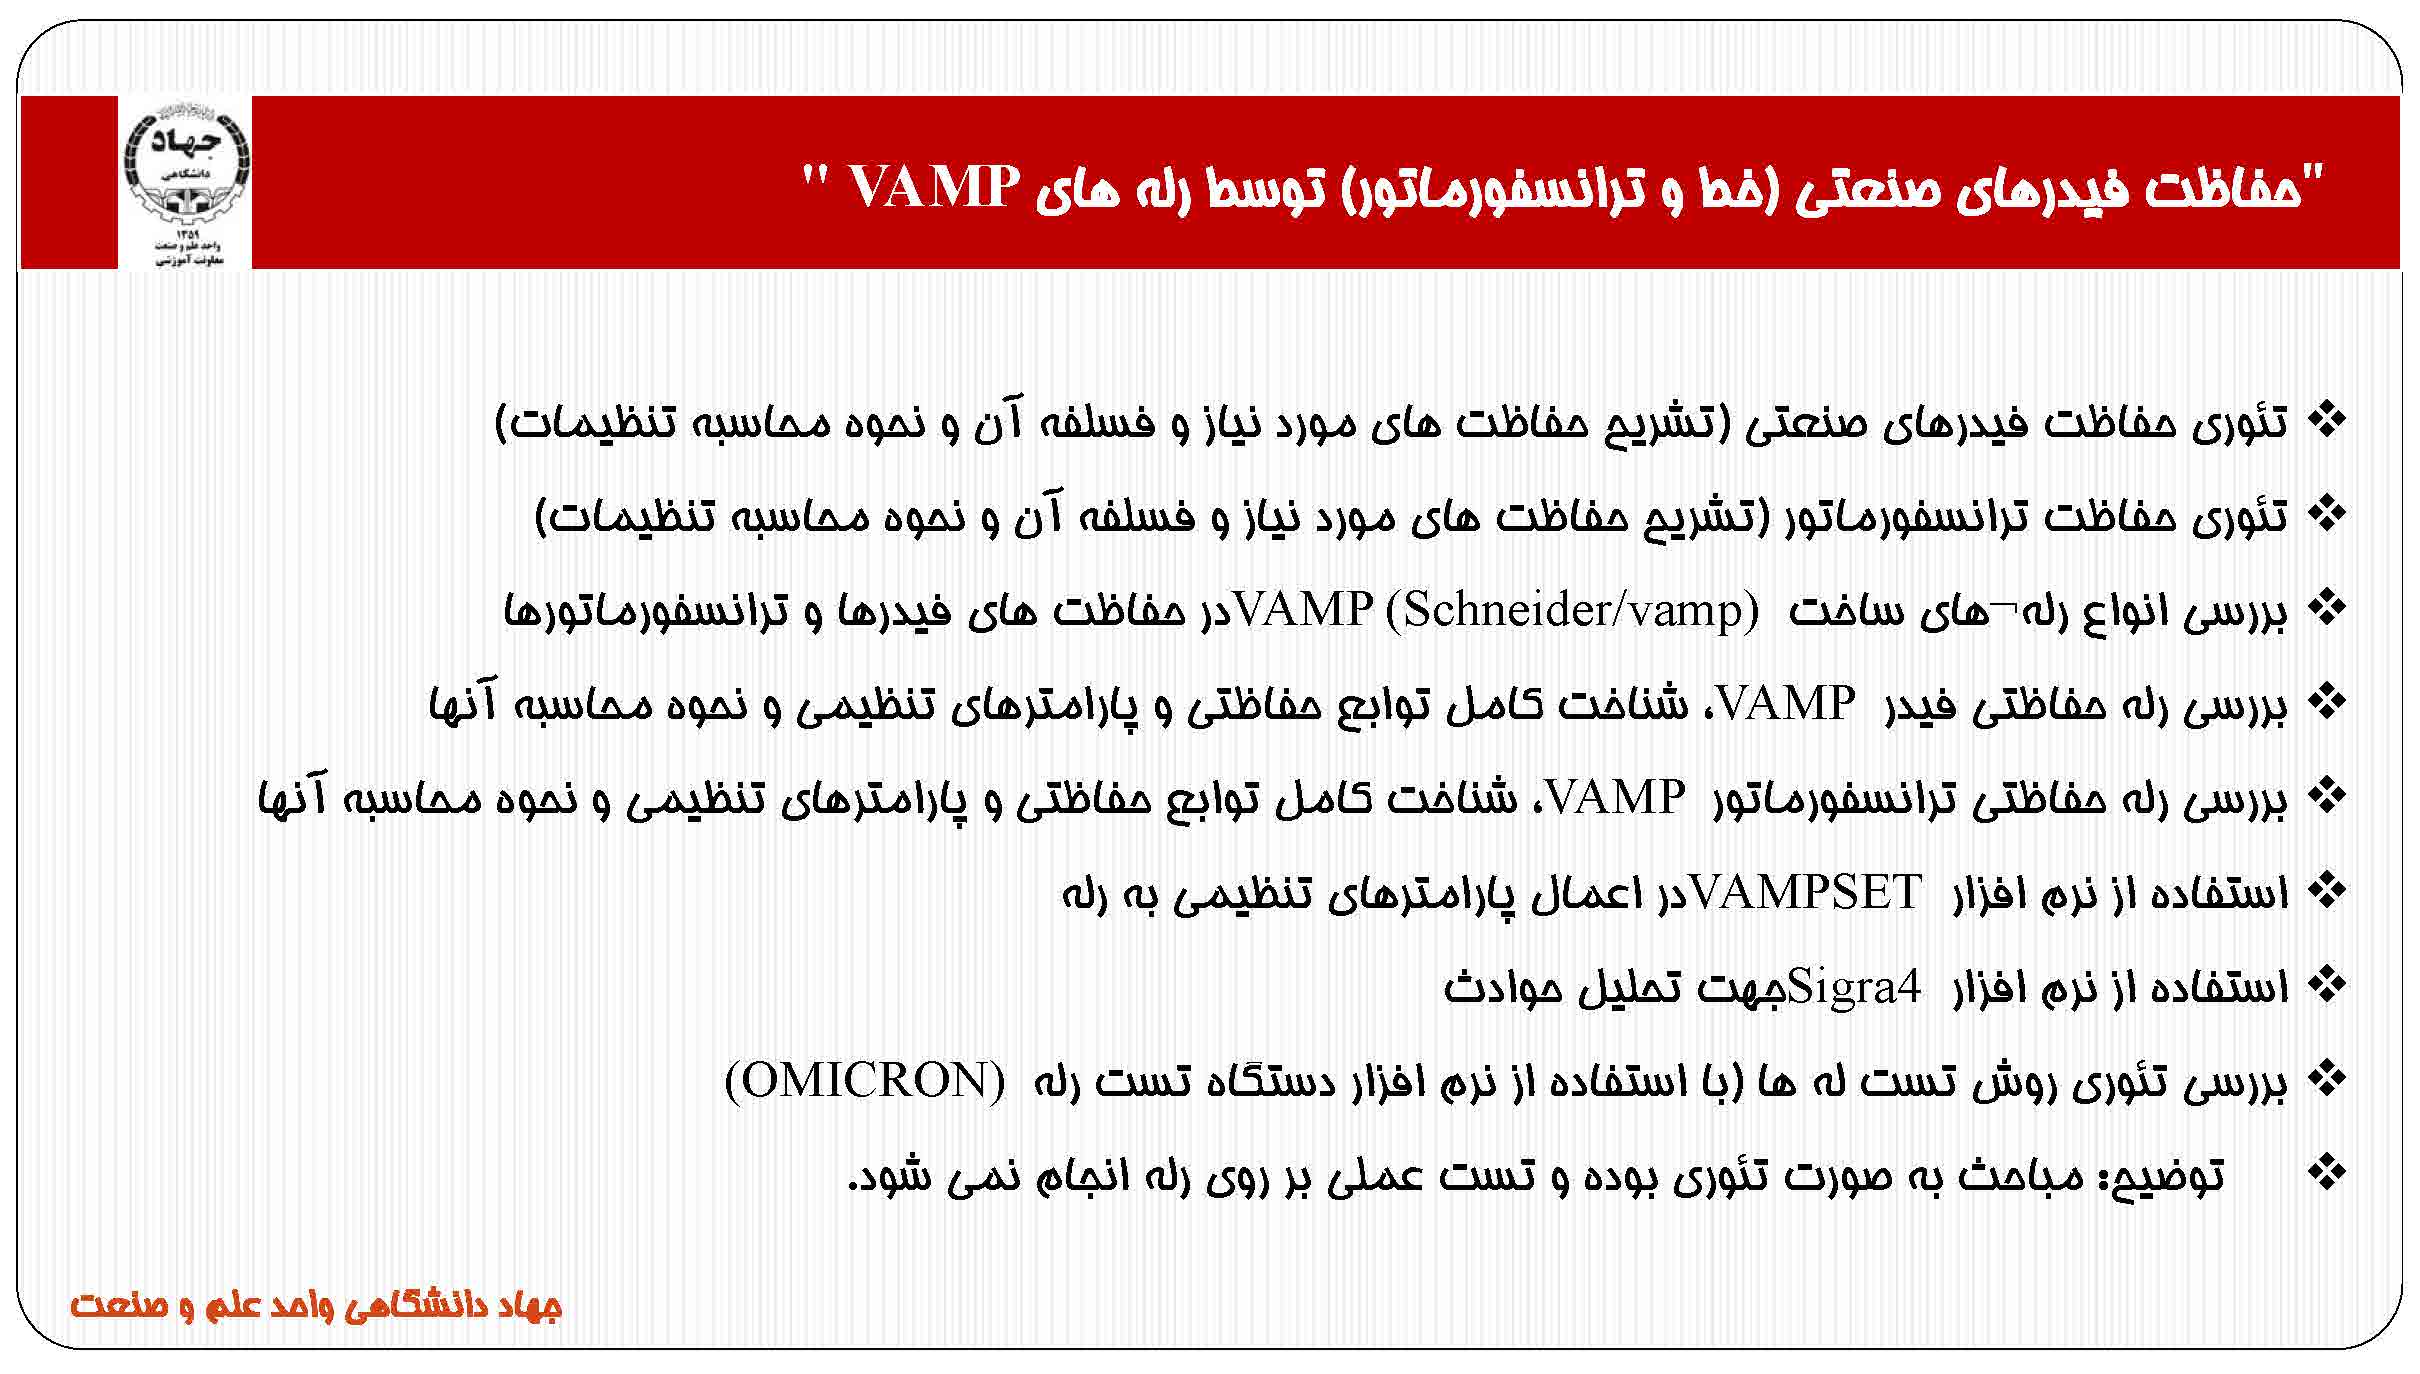 "حفاظت فیدرهای صنعتی (خط و ترانسفورماتور) توسط رله های VAMP "
جهاد
دانشگاهی
۱۳۵۹
واحد علم و صنعت
معاونت آموزشی
❖ تئوری حفاظت فیدرهای صنعتی (تشریح حفاظت های مورد نیاز و فسلفه آن و نحوه محاسبه تنظیمات)
❖ تئوری حفاظت ترانسفورماتور (تشریح حفاظت های مورد نیاز و فسلفه آن و نحوه محاسبه تنظیمات)
❖ بررسی انواع رله¬های ساخت VAMP (Schneider/vamp)در حفاظت های فیدرها و ترانسفورماتورها
❖ بررسی رله حفاظتی فیدر VAMP، شناخت کامل توابع حفاظتی و پارامترهای تنظیمی و نحوه محاسبه آنها
❖ بررسی رله حفاظتی ترانسفورماتور VAMP، شناخت کامل توابع حفاظتی و پارامترهای تنظیمی و نحوه محاسبه آنها
❖ استفاده از نرم افزار VAMPSETدر اعمال پارامترهای تنظیمی به رله
❖ استفاده از نرم افزار Sigra4جهت تحلیل حوادث
❖ بررسی تئوری روش تست له ها (با استفاده از نرم افزار دستگاه تست رله (OMICRON)
❖ توضیح: مباحث به صورت تئوری بوده و تست عملی بر روی رله انجام نمی شود.
جهاد دانشگاهی واحد علم و صنعت